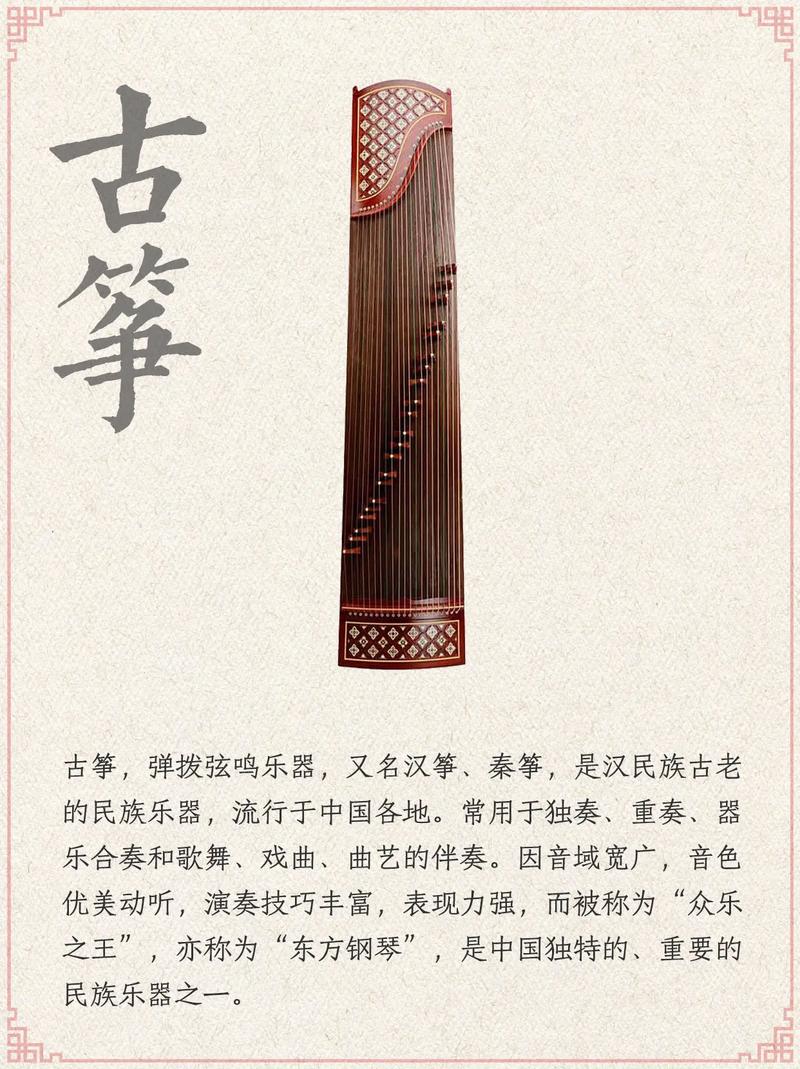 古筝
古筝，弹拨弦鸣乐器，又名汉筝、秦筝，是汉民族古老
的民族乐器，流行于中国各地。常用于独奏、重奏、器
乐合奏和歌舞、戏曲、曲艺的伴奏。因音域宽广，音色
优美动听，演奏技巧丰富，表现力强，而被称为“众乐
之王”，亦称为“东方钢琴”，是中国独特的、重要的
民族乐器之一。